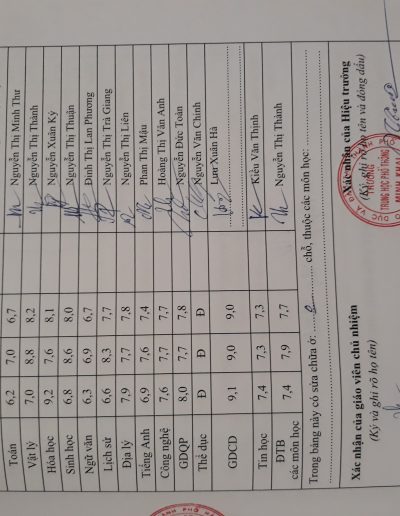 Toán 6,2 7,0 6,7 Nguyễn Thị Minh Thư
Vật lý 7,0 8,8 8,2 Nguyễn Thị Thánh
Hóa học 9,2 7,6 8,1 Nguyễn Xuân Ký
Sinh học 6,8 8,6 8,0 Nguyễn Thị Thuận
Ngữ văn 6,3 6,9 6,7 Đinh Thị Lan Phương
Lịch sử 6,6 8,3 7,7 Nguyễn Thị Trà Giang
Địa lý 7,9 7,7 7,8 Nguyễn Thị Liên
Tiếng Anh 6,9 7,6 7,4 Phan Thị Mậu
Công nghệ 7,6 7,7 7,7 Hoàng Thị Vân Anh
GDQP 8,0 7,7 7,8 Nguyễn Đức Toàn
Thể dục Đ Đ Đ Nguyễn Văn Chinh
GDCD 9,1 9,0 9,0 Lưu Xuân Hà
Tin học 7,4 7,3 7,3 Kiều Văn Thịnh
ĐTB
các môn học 7,4 7,9 7,7 Nguyễn Thị Thánh
Trong bảng này có sửa chữa ở: ... chỗ, thuộc các môn học:
Xác nhận của giáo viên chủ nhiệm
(Ký và ghi rõ họ tên)
Xác nhận của Hiệu trưởng
(Ký, ghi rõ họ tên và đóng dấu)
TRƯỜNG
TRUNG HỌC PHỔ THÔNG
MINH KHAI